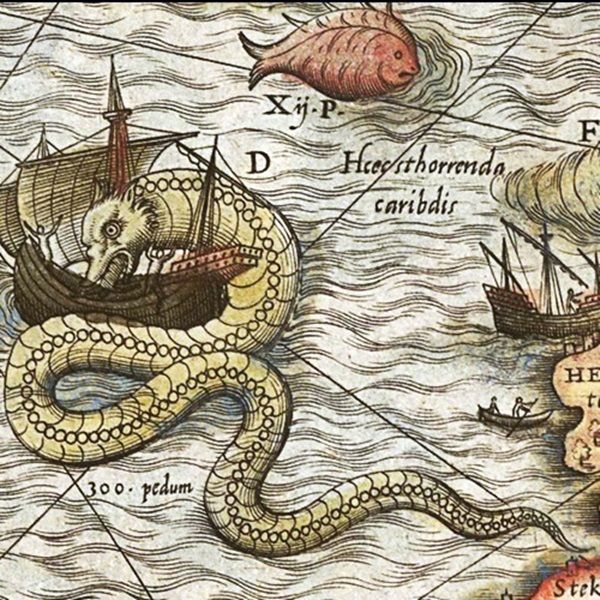 Xij·P·
D
F
Hec est horrenda
caribdis
HE
t
300· pedum
Stek